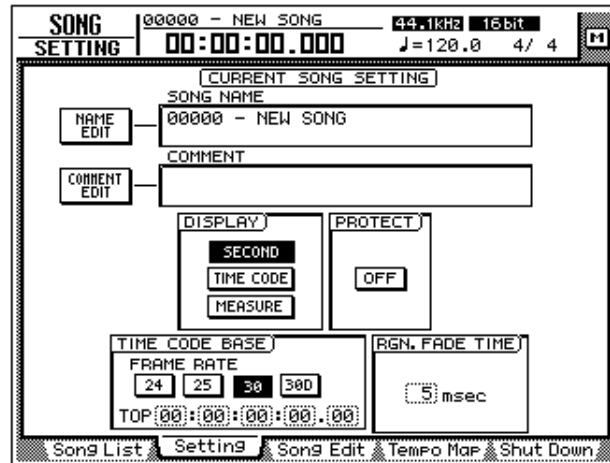 SONG
SETTING
00000 - NEW SONG
00:00:00.000
44.1kHz 16bit
♩=120.0 4/ 4
M
CURRENT SONG SETTING
SONG NAME
NAME EDIT
00000 - NEW SONG
COMMENT
COMMENT EDIT
DISPLAY
SECOND
TIME CODE
MEASURE
PROTECT
OFF
TIME CODE BASE
FRAME RATE
24 25 30 30D
TOP 00:00:00:00.00
RGN. FADE TIME
5 msec
Song List Setting Song Edit Tempo Map Shut Down